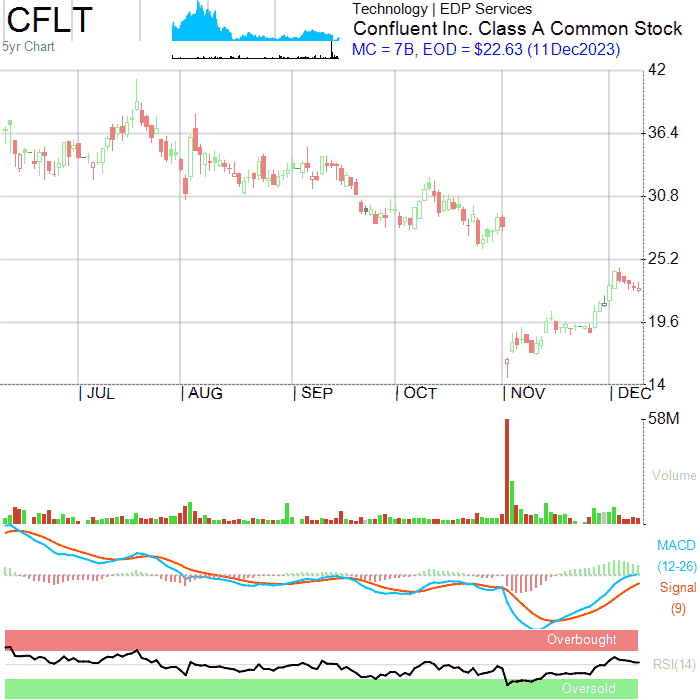 CFLT
5yr Chart
Technology | EDP Services
Confluent Inc. Class A Common Stock
MC = 7B, EOD = $22.63 (11Dec2023)
42
36.4
30.8
25.2
19.6
14
| JUL | AUG | SEP | OCT | NOV | DEC
58M
Volume
MACD
(12-26)
Signal
(9)
Overbought
RSI(14)
Oversold